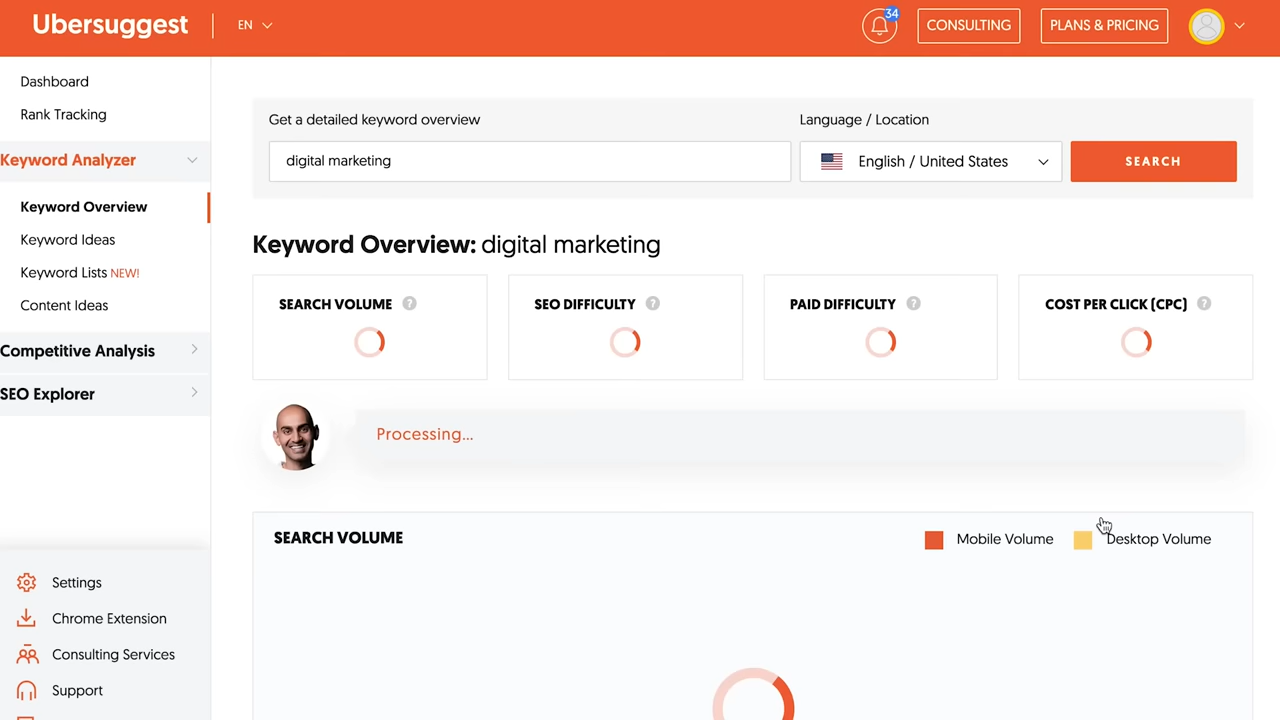 Ubersuggest
EN
34
CONSULTING
PLANS & PRICING
Dashboard
Rank Tracking
Keyword Analyzer
Keyword Overview
Keyword Ideas
Keyword Lists NEW!
Content Ideas
Competitive Analysis
SEO Explorer
Settings
Chrome Extension
Consulting Services
Support
Get a detailed keyword overview
Language / Location
digital marketing
English / United States
SEARCH
Keyword Overview: digital marketing
SEARCH VOLUME ?
SEO DIFFICULTY ?
PAID DIFFICULTY ?
COST PER CLICK (CPC) ?
Processing...
SEARCH VOLUME
Mobile Volume
Desktop Volume